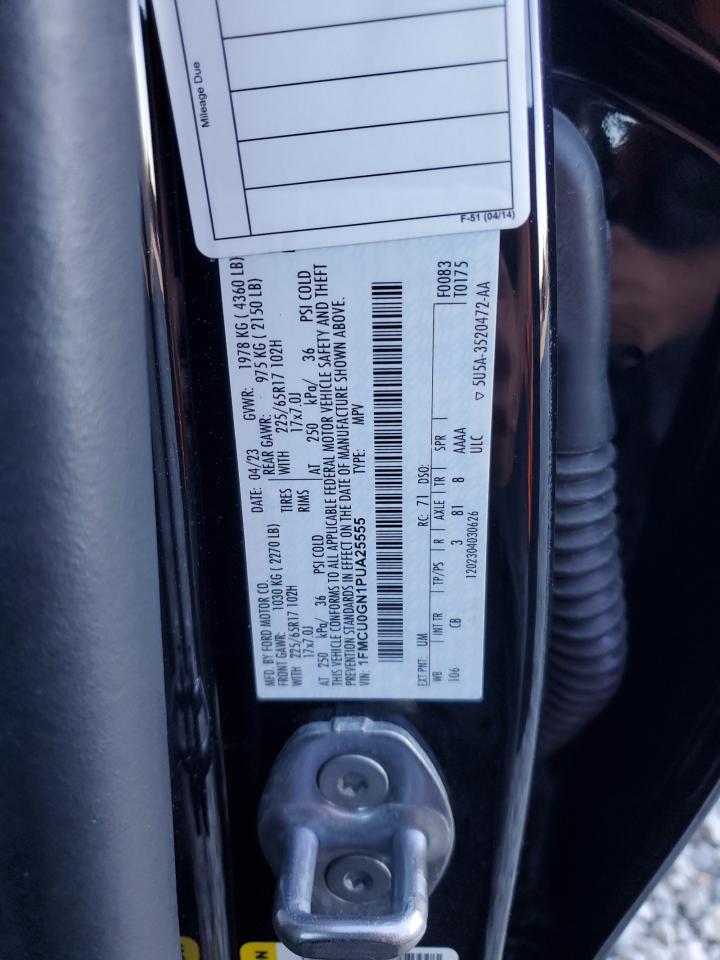 Mileage Due
F-51 (04/14)
MFD. BY FORD MOTOR CO.
DATE: 04/23 GVWR: 1978 KG ( 4360 LB)
FRONT GAWR: 1030 KG ( 2270 LB) REAR GAWR: 975 KG ( 2150 LB)
WITH 225/65R17 102H TIRES WITH 225/65R17 102H
17x7.0J RIMS 17x7.0J
AT 250 kPa/ 36 PSI COLD AT 250 kPa/ 36 PSI COLD
THIS VEHICLE CONFORMS TO ALL APPLICABLE FEDERAL MOTOR VEHICLE SAFETY AND THEFT
PREVENTION STANDARDS IN EFFECT ON THE DATE OF MANUFACTURE SHOWN ABOVE.
VIN: 1FMCU0GN1PUA25555 TYPE: MPV
F0083
T0175
EXT PNT: UM RC: 71 DSO:
WB INT TR TP/PS R AXLE TR SPR
106 CB 3 81 8 AAAA
1202304030626 ULC
▽ 5U5A-3520472-AA
N